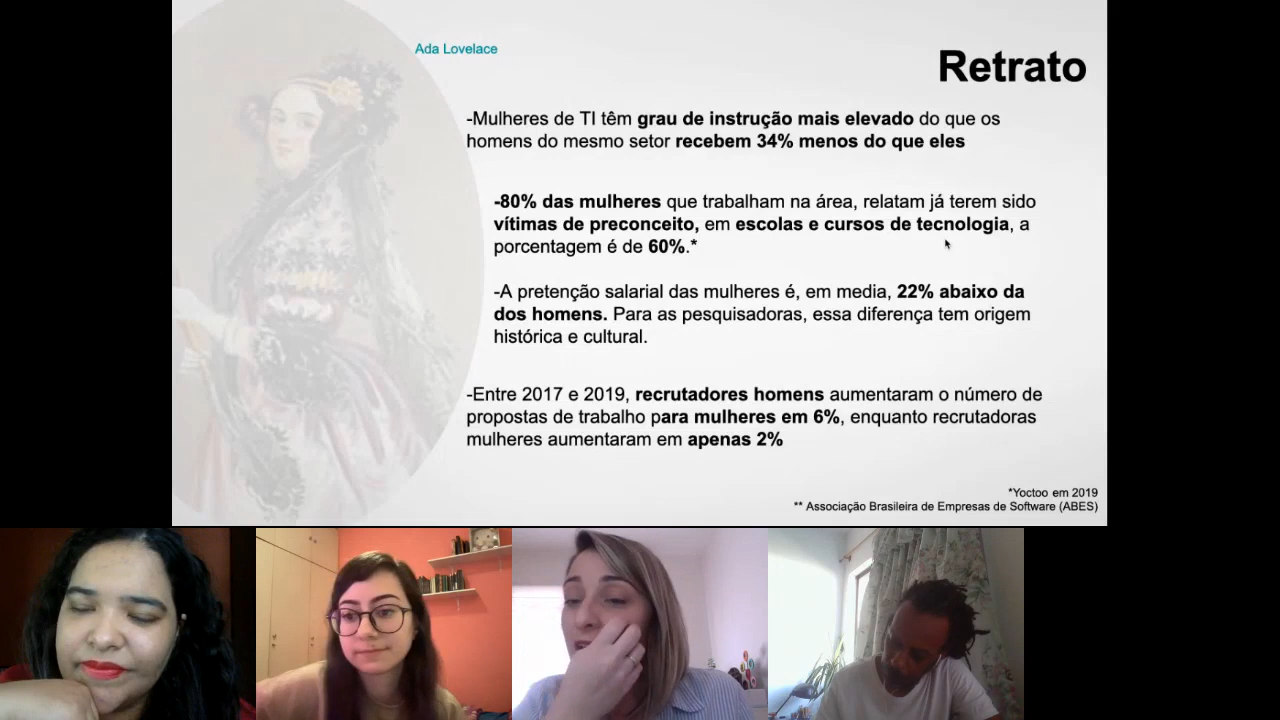 Ada Lovelace
Retrato
-Mulheres de TI têm grau de instrução mais elevado do que os
homens do mesmo setor recebem 34% menos do que eles
-80% das mulheres que trabalham na área, relatam já terem sido
vítimas de preconceito, em escolas e cursos de tecnologia, a
porcentagem é de 60%.*
-A pretenção salarial das mulheres é, em media, 22% abaixo da
dos homens. Para as pesquisadoras, essa diferença tem origem
histórica e cultural.
-Entre 2017 e 2019, recrutadores homens aumentaram o número de
propostas de trabalho para mulheres em 6%, enquanto recrutadoras
mulheres aumentaram em apenas 2%
*Yoctoo em 2019
** Associação Brasileira de Empresas de Software (ABES)